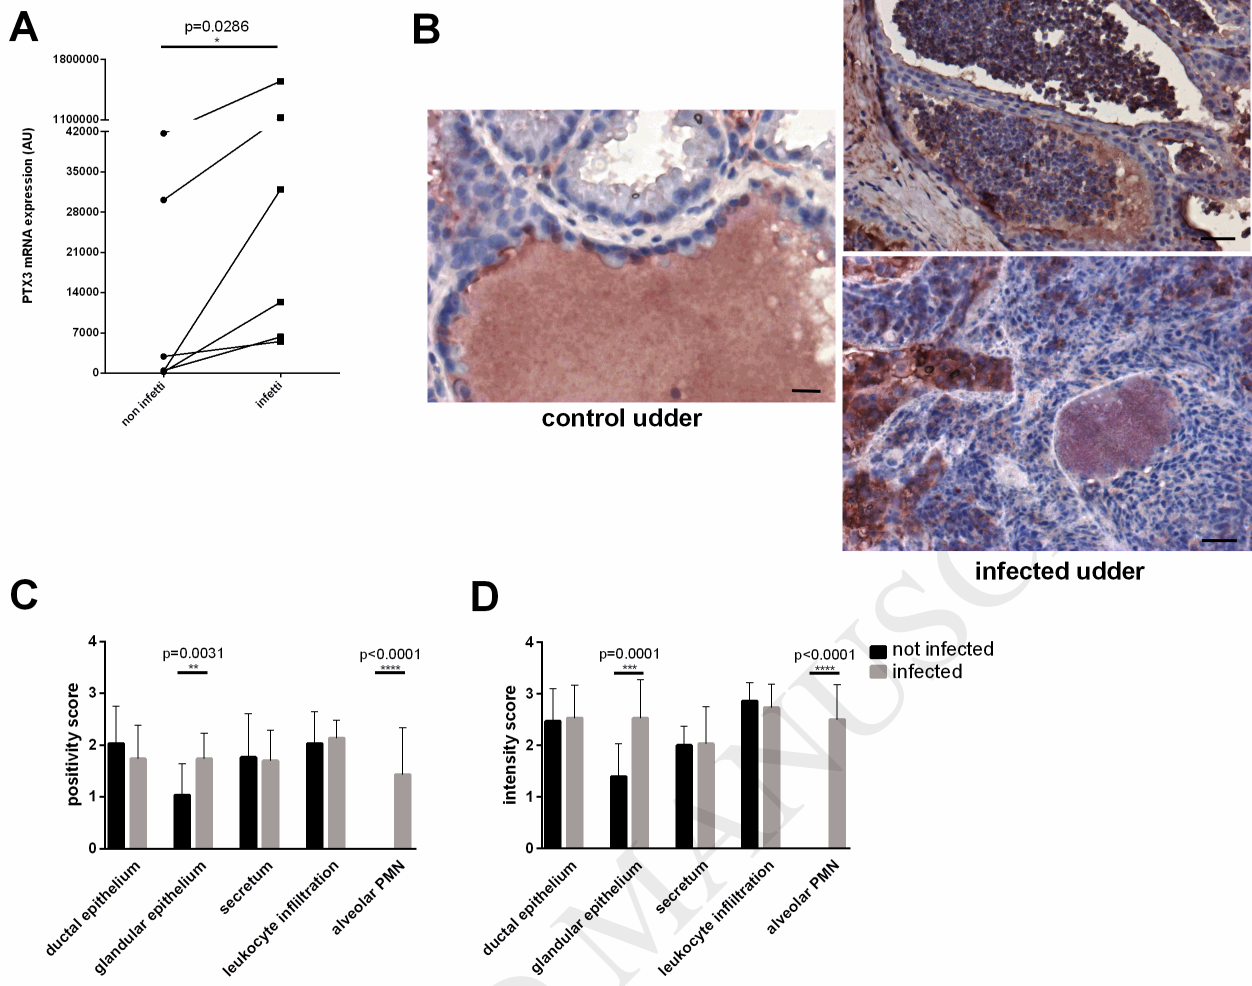 A
p=0.0286
*
PTX3 mRNA expression (AU)
1800000
1100000
42000
35000
28000
21000
14000
7000
0
non infetti
infetti
B
control udder
infected udder
C
positivity score
4
3
2
1
0
p=0.0031
**
p<0.0001
****
ductal epithelium
glandular epithelium
secretum
leukocyte infiltration
alveolar PMN
D
intensity score
4
3
2
1
0
p=0.0001
***
p<0.0001
****
ductal epithelium
glandular epithelium
secretum
leukocyte infiltration
alveolar PMN
not infected
infected
D MANUSC